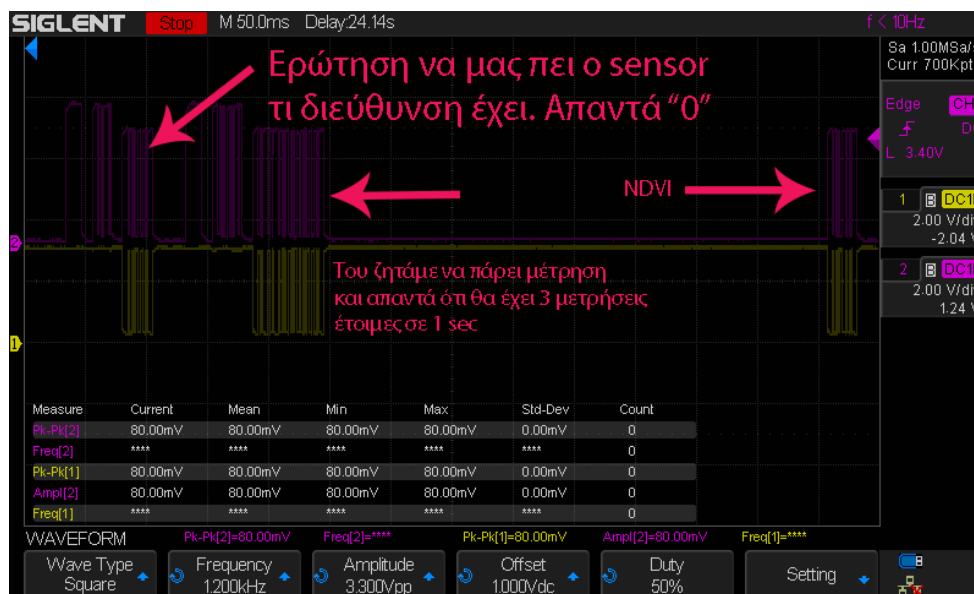 SIGLENT Stop M 50.0ms Delay:24.14s f < 10Hz
Sa 1.00MSa/s
Curr 700Kpt
Ερώτηση να μας πει ο sensor
τι διεύθυνση έχει. Απαντά “0”
Edge CH
L 3.40V
NDVI
1 B DC1
2.00 V/di
-2.04 V
2
Του ζητάμε να πάρει μέτρηση
και απαντά ότι θα έχει 3 μετρήσεις
έτοιμες σε 1 sec
2 B DC1
2.00 V/di
1.24 V
1
Measure Current Mean Min Max Std-Dev Count
Pk-Pk[2] 80.00mV 80.00mV 80.00mV 80.00mV 0.00mV 0
Freq[2] **** **** **** **** **** 0
Pk-Pk[1] 80.00mV 80.00mV 80.00mV 80.00mV 0.00mV 0
Ampl[2] 80.00mV 80.00mV 80.00mV 80.00mV 0.00mV 0
Freq[1] **** **** **** **** **** 0
WAVEFORM Pk-Pk[2]=80.00mV Freq[2]=**** Pk-Pk[1]=80.00mV Ampl[2]=80.00mV Freq[1]=****
Wave Type Frequency Amplitude Offset Duty Setting
Square 1.200kHz 3.300Vpp 1.000Vdc 50%